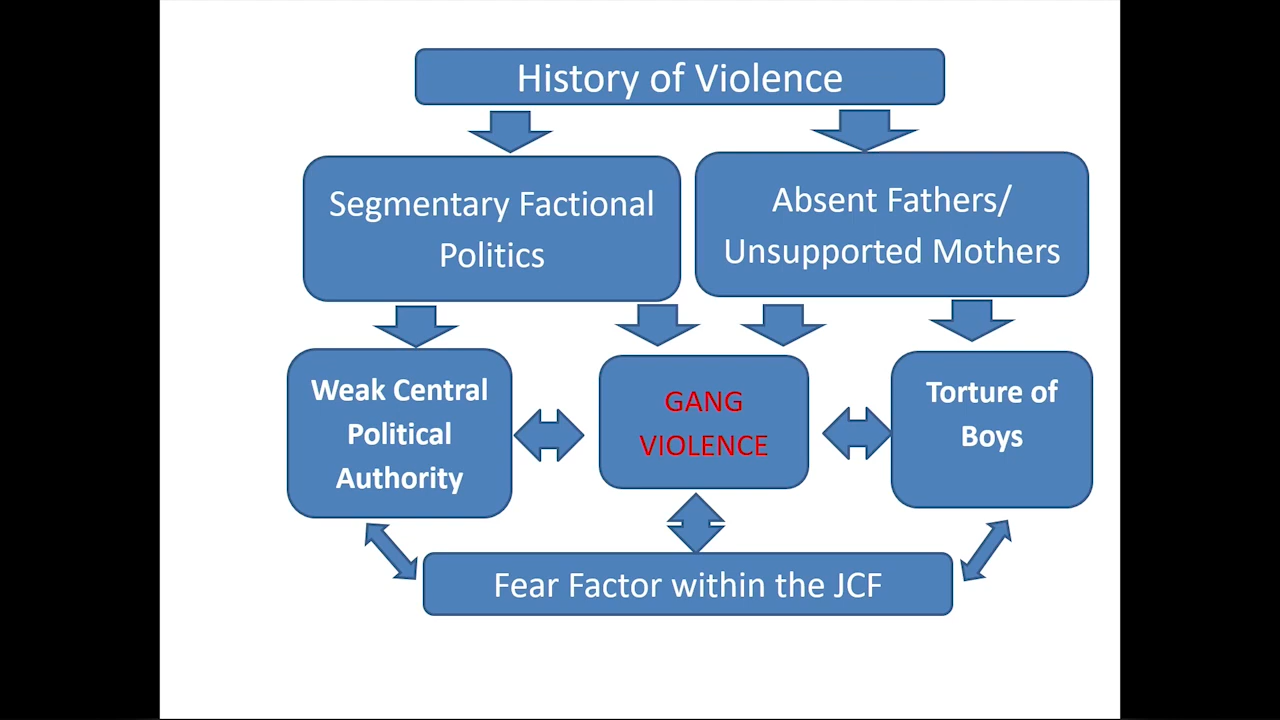 History of Violence
Segmentary Factional
Politics
Absent Fathers/
Unsupported Mothers
Weak Central
Political
Authority
GANG
VIOLENCE
Torture of
Boys
Fear Factor within the JCF